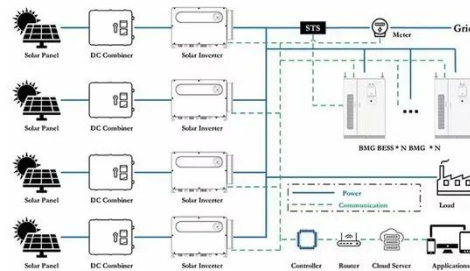 Solar Panel
DC Combiner
Solar Inverter
STS
Meter
Grid
Solar Panel
DC Combiner
Solar Inverter
BMG BESS * N BMG * N
Solar Panel
DC Combiner
Solar Inverter
Power
Communication
Load
Solar Panel
DC Combiner
Solar Inverter
Controller
Router
Cloud Server
Applications